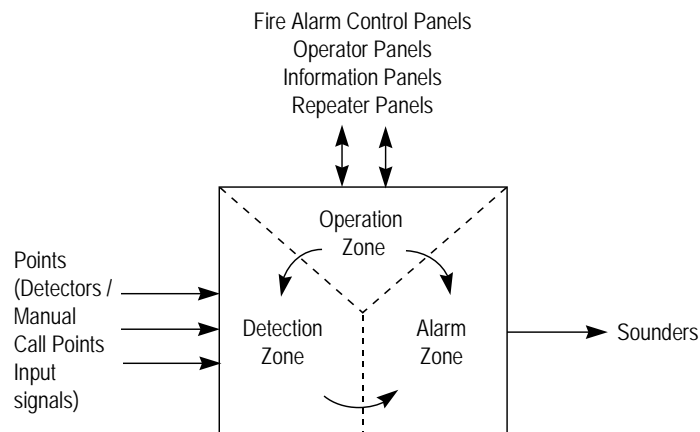 Fire Alarm Control Panels
Operator Panels
Information Panels
Repeater Panels
Operation
Zone
Points
(Detectors /
Manual
Call Points
Input
signals)
Detection
Zone
Alarm
Zone
Sounders